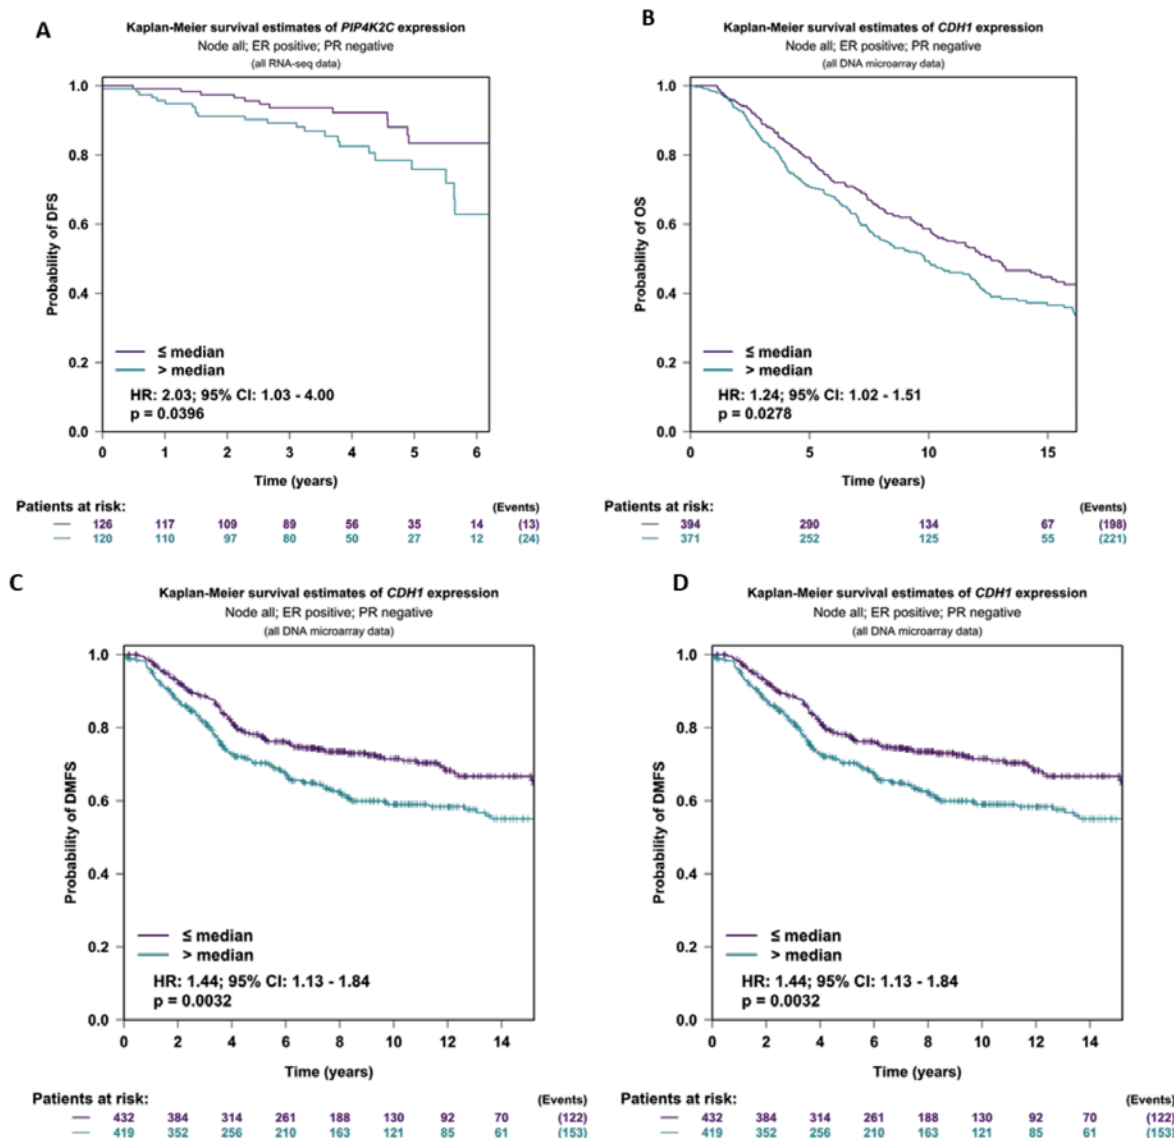 A
Kaplan-Meier survival estimates of PIP4K2C expression
Node all; ER positive; PR negative
(all RNA-seq data)
1.0
0.8
0.6
0.4
0.2
0.0
Probability of DFS
≤ median
> median
HR: 2.03; 95% CI: 1.03 - 4.00
p = 0.0396
0 1 2 3 4 5 6
Time (years)
Patients at risk: (Events)
126 117 109 89 56 35 14 (13)
120 110 97 80 50 27 12 (24)
B
Kaplan-Meier survival estimates of CDH1 expression
Node all; ER positive; PR negative
(all DNA microarray data)
1.0
0.8
0.6
0.4
0.2
0.0
Probability of OS
≤ median
> median
HR: 1.24; 95% CI: 1.02 - 1.51
p = 0.0278
0 5 10 15
Time (years)
Patients at risk: (Events)
394 290 134 67 (198)
371 252 125 55 (221)
C
Kaplan-Meier survival estimates of CDH1 expression
Node all; ER positive; PR negative
(all DNA microarray data)
1.0
0.8
0.6
0.4
0.2
0.0
Probability of DMFS
≤ median
> median
HR: 1.44; 95% CI: 1.13 - 1.84
p = 0.0032
0 2 4 6 8 10 12 14
Time (years)
Patients at risk: (Events)
432 384 314 261 188 130 92 70 (122)
419 352 256 210 163 121 85 61 (153)
D
Kaplan-Meier survival estimates of CDH1 expression
Node all; ER positive; PR negative
(all DNA microarray data)
1.0
0.8
0.6
0.4
0.2
0.0
Probability of DMFS
≤ median
> median
HR: 1.44; 95% CI: 1.13 - 1.84
p = 0.0032
0 2 4 6 8 10 12 14
Time (years)
Patients at risk: (Events)
432 384 314 261 188 130 92 70 (122)
419 352 256 210 163 121 85 61 (153)